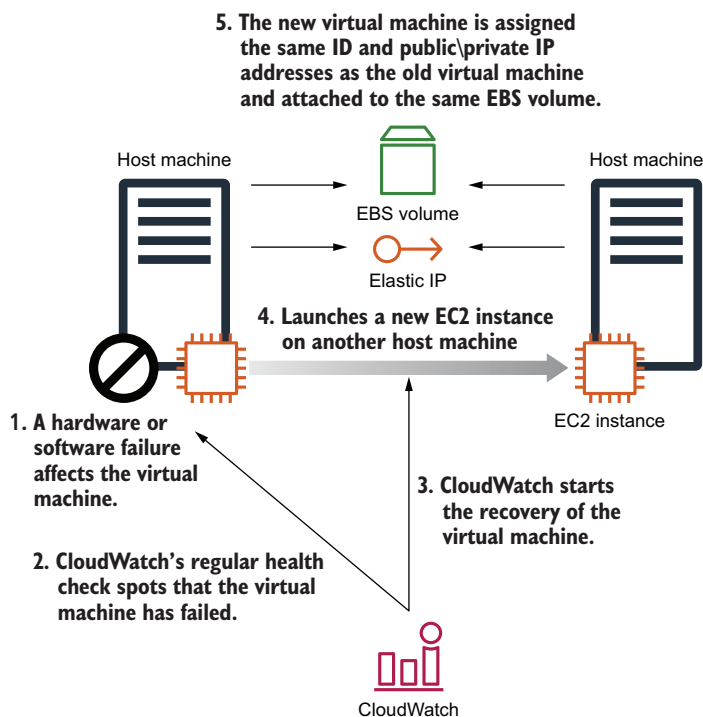 5. The new virtual machine is assigned
the same ID and public\private IP
addresses as the old virtual machine
and attached to the same EBS volume.
Host machine
Host machine
EBS volume
Elastic IP
4. Launches a new EC2 instance
on another host machine
EC2 instance
1. A hardware or
software failure
affects the virtual
machine.
3. CloudWatch starts
the recovery of the
virtual machine.
2. CloudWatch’s regular health
check spots that the virtual
machine has failed.
CloudWatch